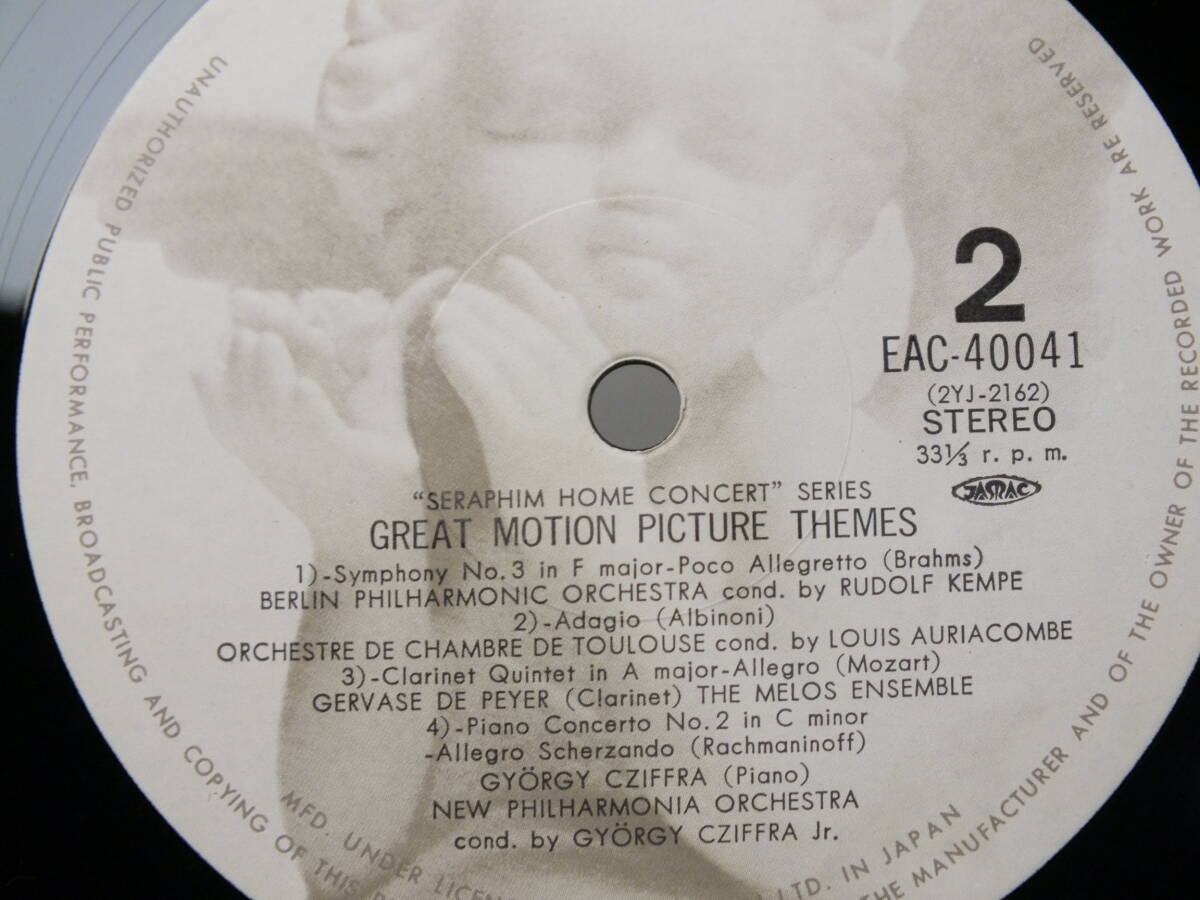 2
EAC-40041
(2YJ-2162)
STEREO
33⅓ r. p. m.
JASRAC
“SERAPHIM HOME CONCERT” SERIES
GREAT MOTION PICTURE THEMES
1)-Symphony No.3 in F major-Poco Allegretto (Brahms)
BERLIN PHILHARMONIC ORCHESTRA cond. by RUDOLF KEMPE
2)-Adagio (Albinoni)
ORCHESTRE DE CHAMBRE DE TOULOUSE cond. by LOUIS AURIACOMBE
3)-Clarinet Quintet in A major-Allegro (Mozart)
GERVASE DE PEYER (Clarinet) THE MELOS ENSEMBLE
4)-Piano Concerto No.2 in C minor
-Allegro Scherzando (Rachmaninoff)
GYÖRGY CZIFFRA (Piano)
NEW PHILHARMONIA ORCHESTRA
cond. by GYÖRGY CZIFFRA Jr.
UNAUTHORIZED PUBLIC PERFORMANCE, BROADCASTING AND COPYING OF THIS
THE MANUFACTURER AND OF THE OWNER OF THE RECORDED WORK ARE RESERVED
MFD. UNDER
LTD. IN JAPAN